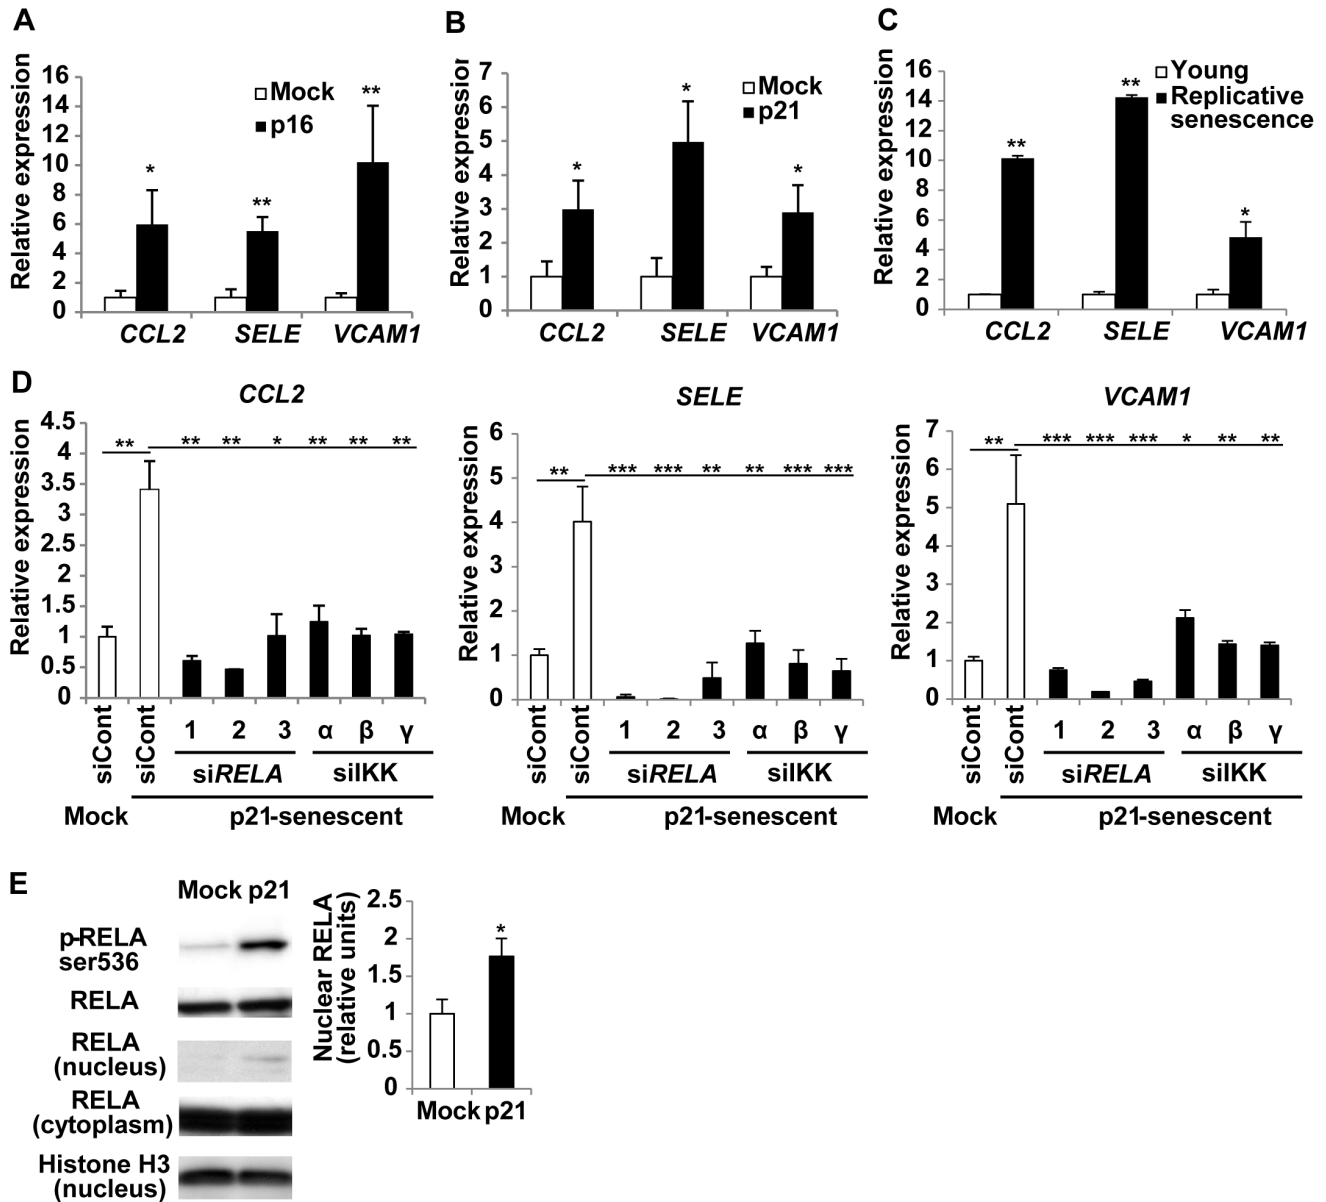 A
Relative expression
16
14
12
10
8
6
4
2
0
Mock
p16
*
**
**
CCL2 SELE VCAM1
B
Relative expression
7
6
5
4
3
2
1
0
Mock
p21
*
*
*
CCL2 SELE VCAM1
C
Relative expression
16
14
12
10
8
6
4
2
0
Young
Replicative
senescence
**
**
*
CCL2 SELE VCAM1
D
CCL2
Relative expression
4.5
4
3.5
3
2.5
2
1.5
1
0.5
0
** ** ** * ** ** **
siCont siCont 1 2 3 α β γ
siRELA siIKK
Mock p21-senescent
SELE
Relative expression
6
5
4
3
2
1
0
** *** *** ** ** *** ***
siCont siCont 1 2 3 α β γ
siRELA siIKK
Mock p21-senescent
VCAM1
Relative expression
7
6
5
4
3
2
1
0
** *** *** *** * ** **
siCont siCont 1 2 3 α β γ
siRELA siIKK
Mock p21-senescent
E
Mock p21
p-RELA
ser536
RELA
RELA
(nucleus)
RELA
(cytoplasm)
Histone H3
(nucleus)
Nuclear RELA
(relative units)
2.5
2
1.5
1
0.5
0
*
Mock p21